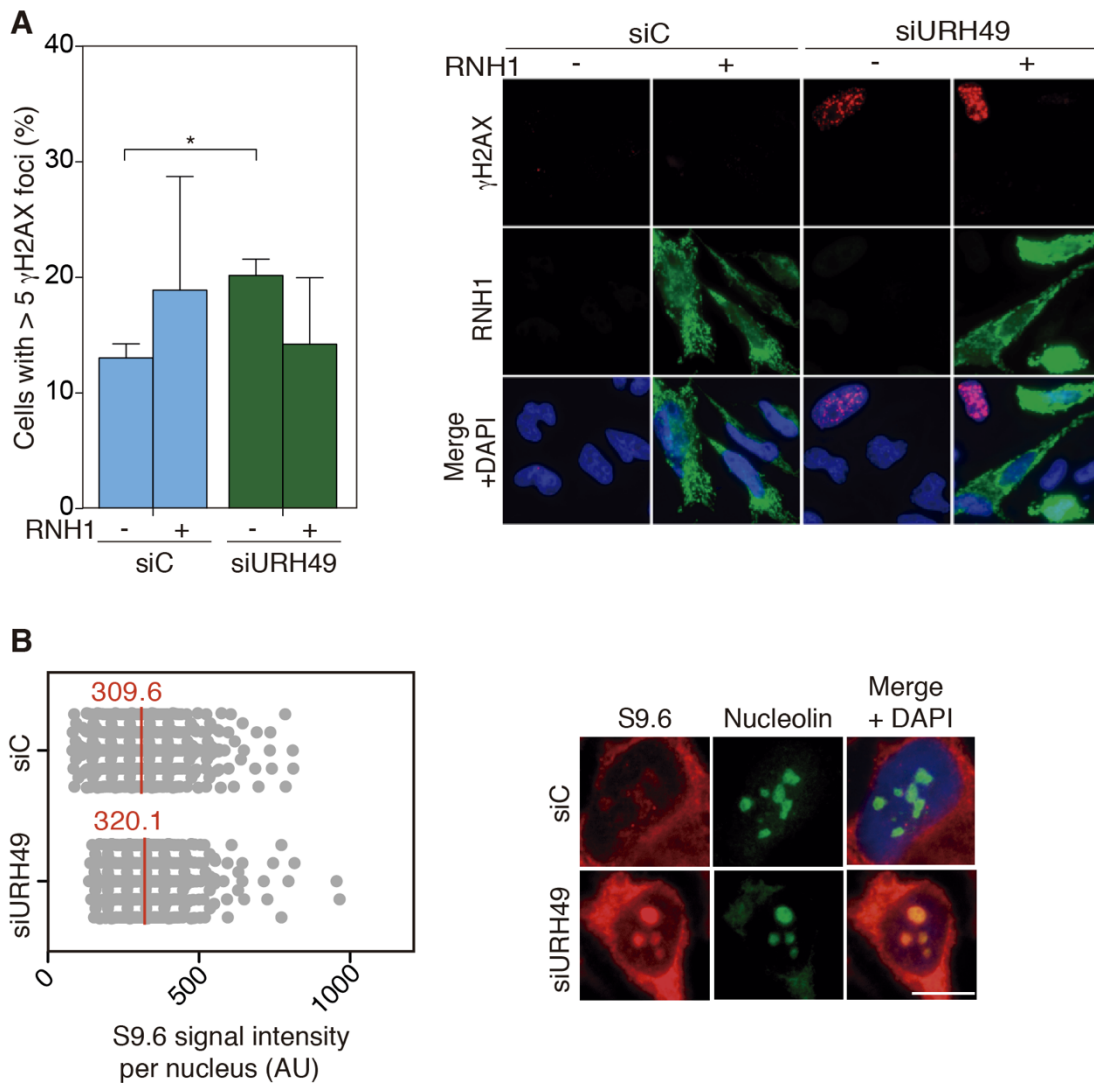 A
Cells with > 5 γH2AX foci (%)
40
30
20
10
0
*
RNH1 - + - +
siC siURH49
siC siURH49
RNH1 - + - +
γH2AX
RNH1
Merge
+DAPI
B
309.6
siC
320.1
siURH49
0 500 1000
S9.6 signal intensity
per nucleus (AU)
S9.6 Nucleolin Merge
+ DAPI
siC
siURH49